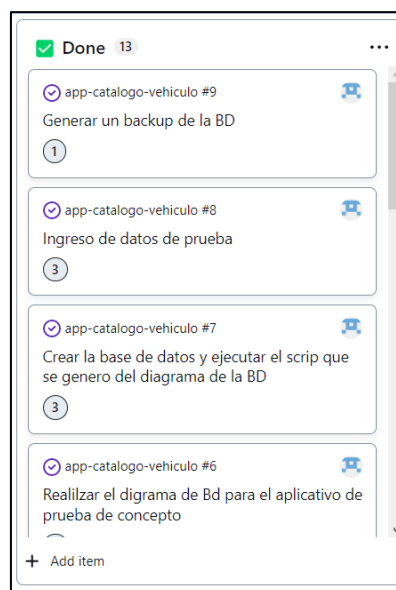 Done 13
app-catalogo-vehiculo #9
Generar un backup de la BD
1
app-catalogo-vehiculo #8
Ingreso de datos de prueba
3
app-catalogo-vehiculo #7
Crear la base de datos y ejecutar el scrip que
se genero del diagrama de la BD
3
app-catalogo-vehiculo #6
Realilzar el digrama de Bd para el aplicativo de
prueba de concepto
+ Add item